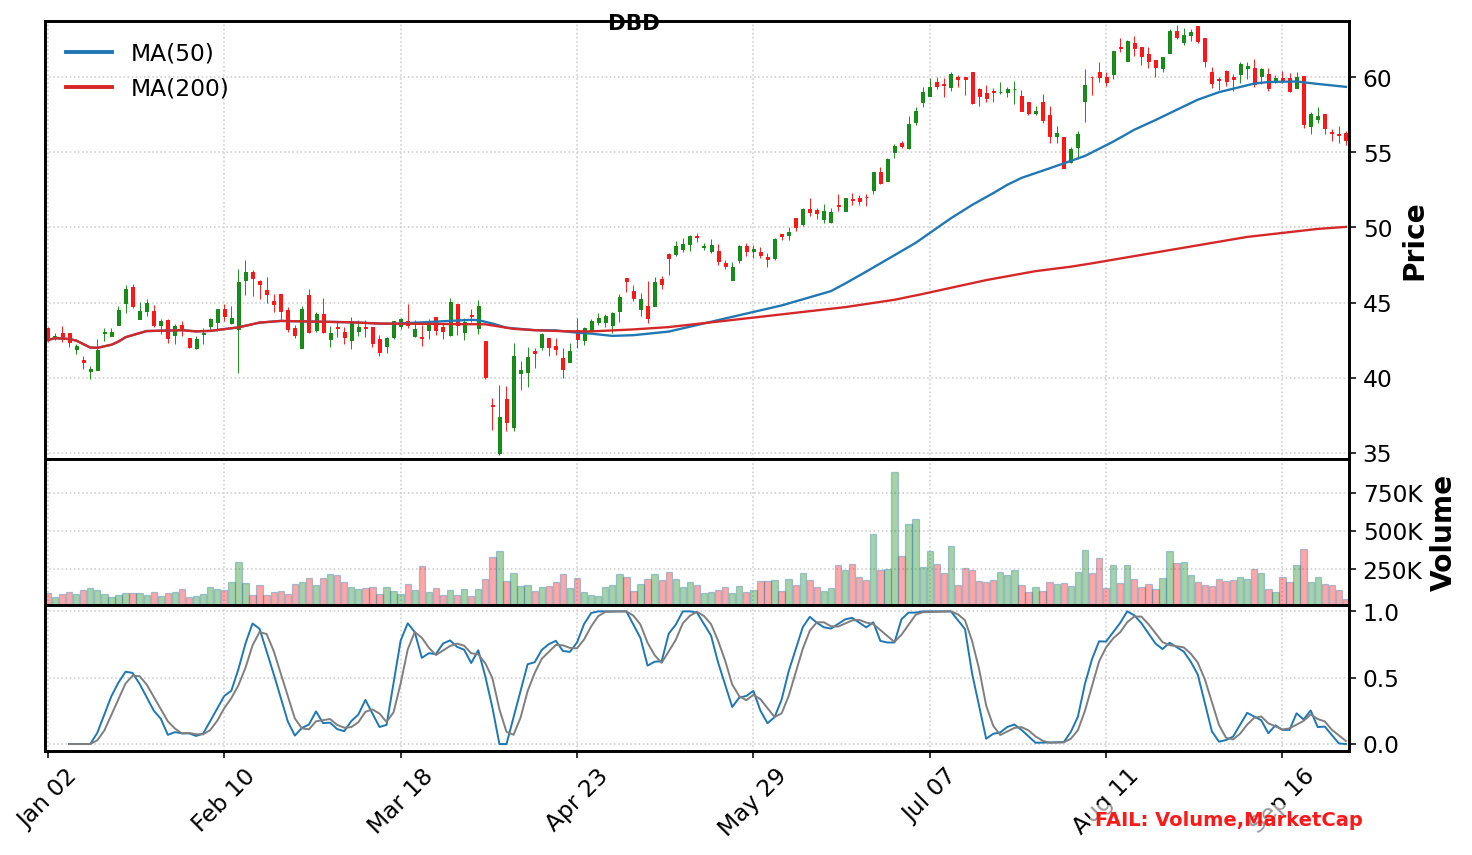 DBD
MA(50)
MA(200)
60
55
50
45
40
35
Price
750K
500K
250K
Volume
1.0
0.5
0.0
Jan 02
Feb 10
Mar 18
Apr 23
May 29
Jul 07
Aug 11
Sep 16
FAIL: Volume,MarketCap